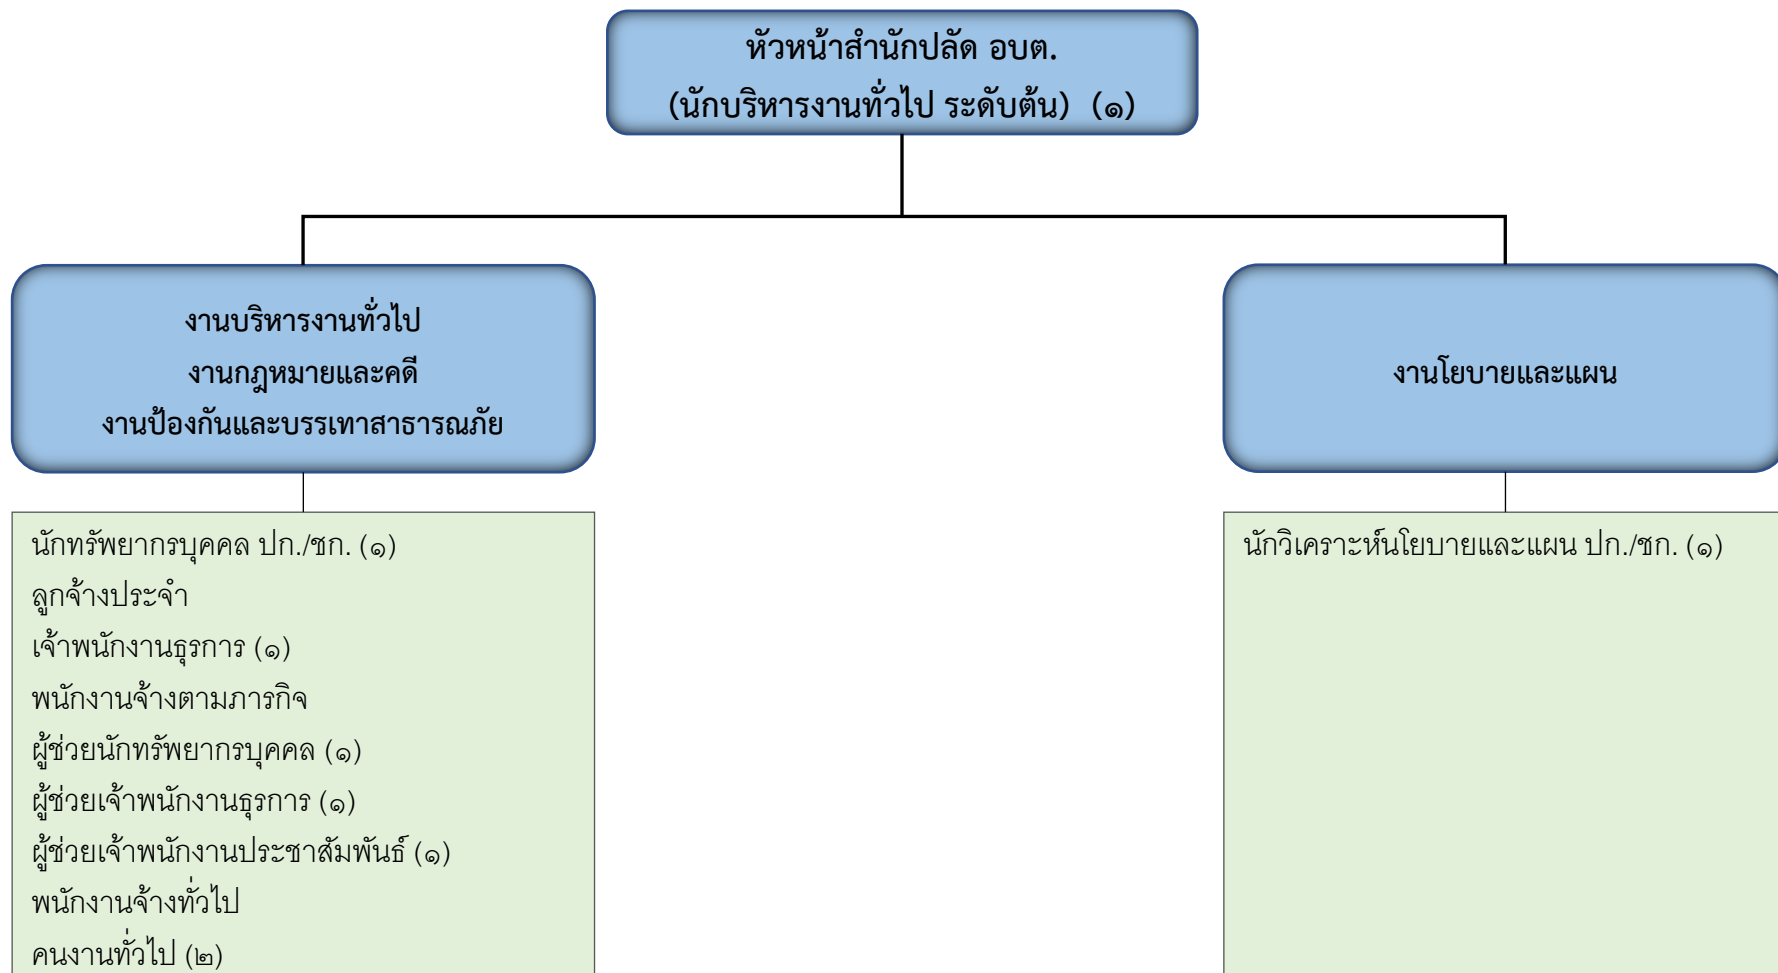 หัวหน้าสำนักปลัด อบต.
(นักบริหารงานทั่วไป ระดับต้น) (๑)
งานบริหารงานทั่วไป
งานกฎหมายและคดี
งานป้องกันและบรรเทาสาธารณภัย
งานโยบายและแผน
นักทรัพยากรบุคคล ปก./ชก. (๑)
ลูกจ้างประจำ
เจ้าพนักงานธุรการ (๑)
พนักงานจ้างตามภารกิจ
ผู้ช่วยนักทรัพยากรบุคคล (๑)
ผู้ช่วยเจ้าพนักงานธุรการ (๑)
ผู้ช่วยเจ้าพนักงานประชาสัมพันธ์ (๑)
พนักงานจ้างทั่วไป
คนงานทั่วไป (๒)
นักวิเคราะห์นโยบายและแผน ปก./ชก. (๑)